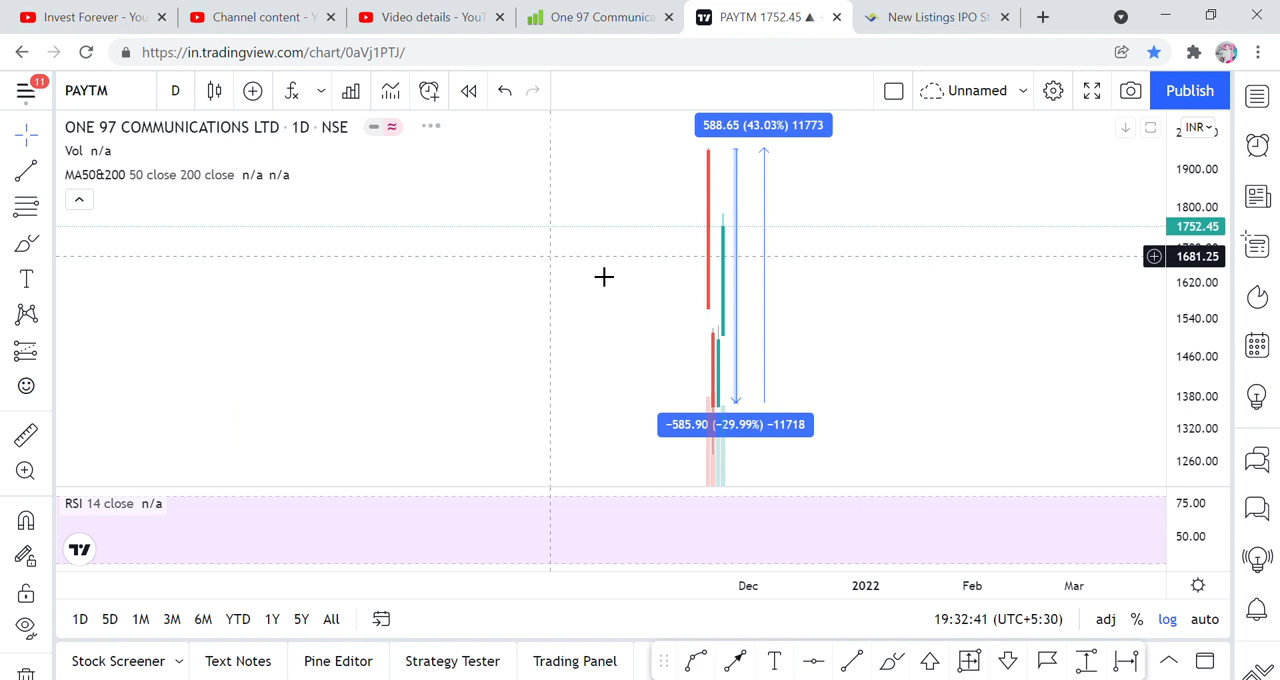 Invest Forever - You
Channel content - Y
Video details - YouT
One 97 Communica
PAYTM 1752.45
New Listings IPO St
https://in.tradingview.com/chart/0aVj1PTJ/
11
PAYTM
D
Unnamed
Publish
ONE 97 COMMUNICATIONS LTD · 1D · NSE
Vol n/a
MA50&200 50 close 200 close n/a n/a
588.65 (43.03%) 11773
−585.90 (−29.99%) −11718
INR
1900.00
1800.00
1752.45
1681.25
1620.00
1540.00
1460.00
1380.00
1320.00
1260.00
RSI 14 close n/a
75.00
50.00
Dec
2022
Feb
Mar
1D 5D 1M 3M 6M YTD 1Y 5Y All
19:32:41 (UTC+5:30)
adj % log auto
Stock Screener
Text Notes
Pine Editor
Strategy Tester
Trading Panel